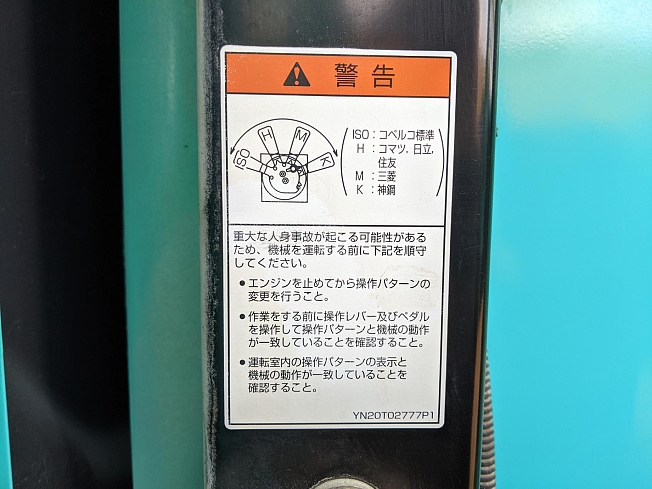 警告
ISO H M K
ISO：コベルコ標準
H：コマツ，日立，
住友
M：三菱
K：神鋼
重大な人身事故が起こる可能性がある
ため、機械を運転する前に下記を順守
してください。
●エンジンを止めてから操作パターンの
変更を行うこと。
●作業をする前に操作レバー及びペダル
を操作して操作パターンと機械の動作
が一致していることを確認すること。
●運転室内の操作パターンの表示と
機械の動作が一致していることを
確認すること。
YN20T02777P1